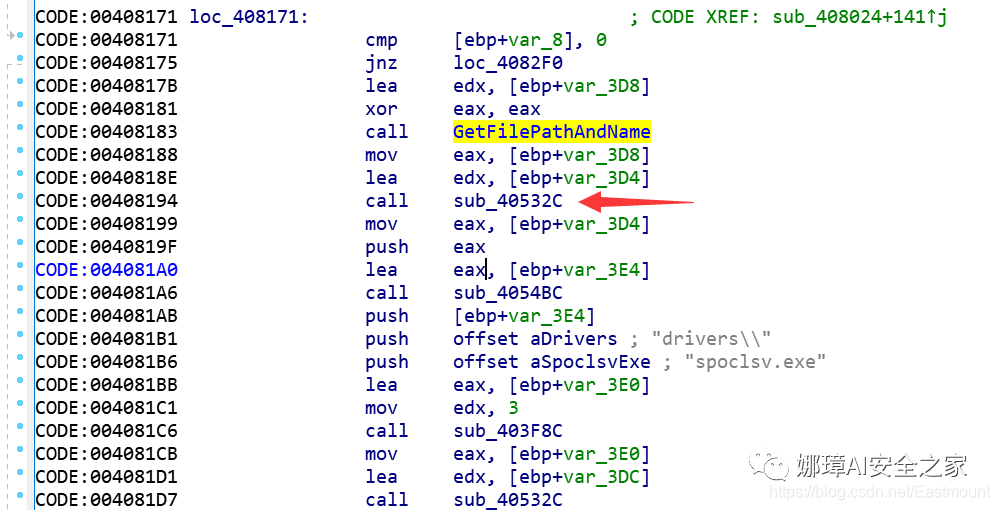 CODE:00408171 loc_408171: ; CODE XREF: sub_408024+141↑j
CODE:00408171 cmp [ebp+var_8], 0
CODE:00408175 jnz loc_4082F0
CODE:0040817B lea edx, [ebp+var_3D8]
CODE:00408181 xor eax, eax
CODE:00408183 call GetFilePathAndName
CODE:00408188 mov eax, [ebp+var_3D8]
CODE:0040818E lea edx, [ebp+var_3D4]
CODE:00408194 call sub_40532C
CODE:00408199 mov eax, [ebp+var_3D4]
CODE:0040819F push eax
CODE:004081A0 lea eax, [ebp+var_3E4]
CODE:004081A6 call sub_4054BC
CODE:004081AB push [ebp+var_3E4]
CODE:004081B1 push offset aDrivers ; "drivers\\"
CODE:004081B6 push offset aSpoclsvExe ; "spoclsv.exe"
CODE:004081BB lea eax, [ebp+var_3E0]
CODE:004081C1 mov edx, 3
CODE:004081C6 call sub_403F8C
CODE:004081CB mov eax, [ebp+var_3E0]
CODE:004081D1 lea edx, [ebp+var_3DC]
CODE:004081D7 call sub_40532C
娜璋AI安全之家
https://blog.csdn.net/Eastmount